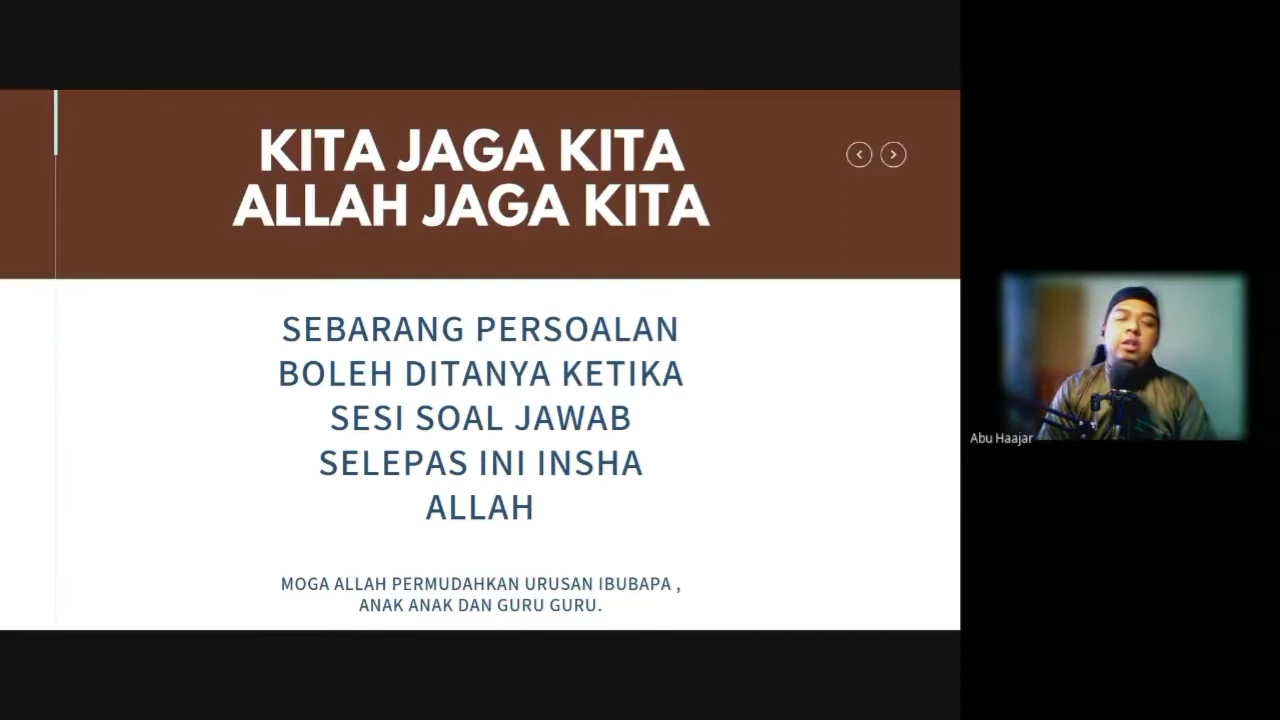 KITA JAGA KITA
ALLAH JAGA KITA
SEBARANG PERSOALAN
BOLEH DITANYA KETIKA
SESI SOAL JAWAB
SELEPAS INI INSHA
ALLAH
MOGA ALLAH PERMUDAHKAN URUSAN IBUBAPA ,
ANAK ANAK DAN GURU GURU.
Abu Haajar